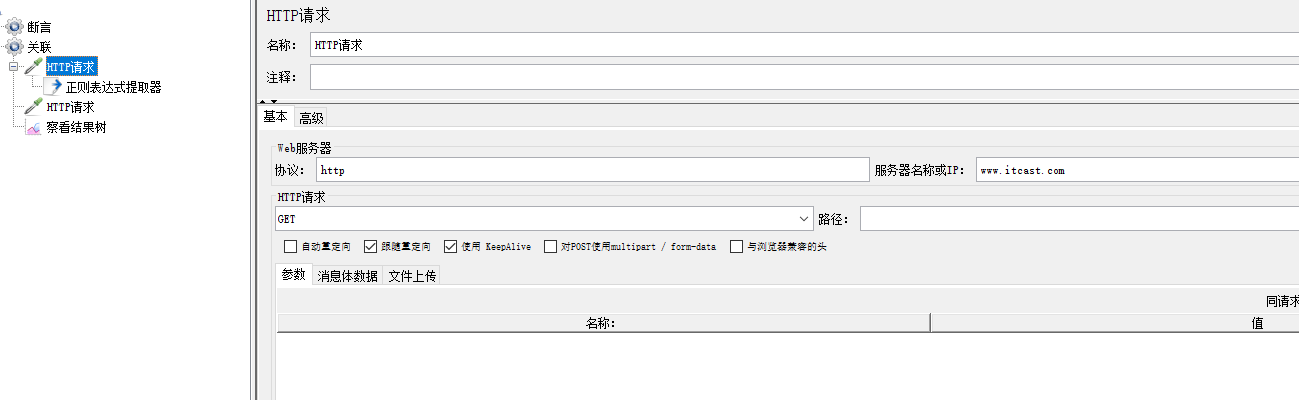 断言
关联
HTTP请求
正则表达式提取器
HTTP请求
察看结果树
HTTP请求
名称： HTTP请求
注释：
基本 高级
Web服务器
协议： http 服务器名称或IP： www.itcast.com
HTTP请求
GET 路径：
自动重定向 跟随重定向 使用 KeepAlive 对POST使用multipart / form-data 与浏览器兼容的头
参数 消息体数据 文件上传
同请求
名称： 值